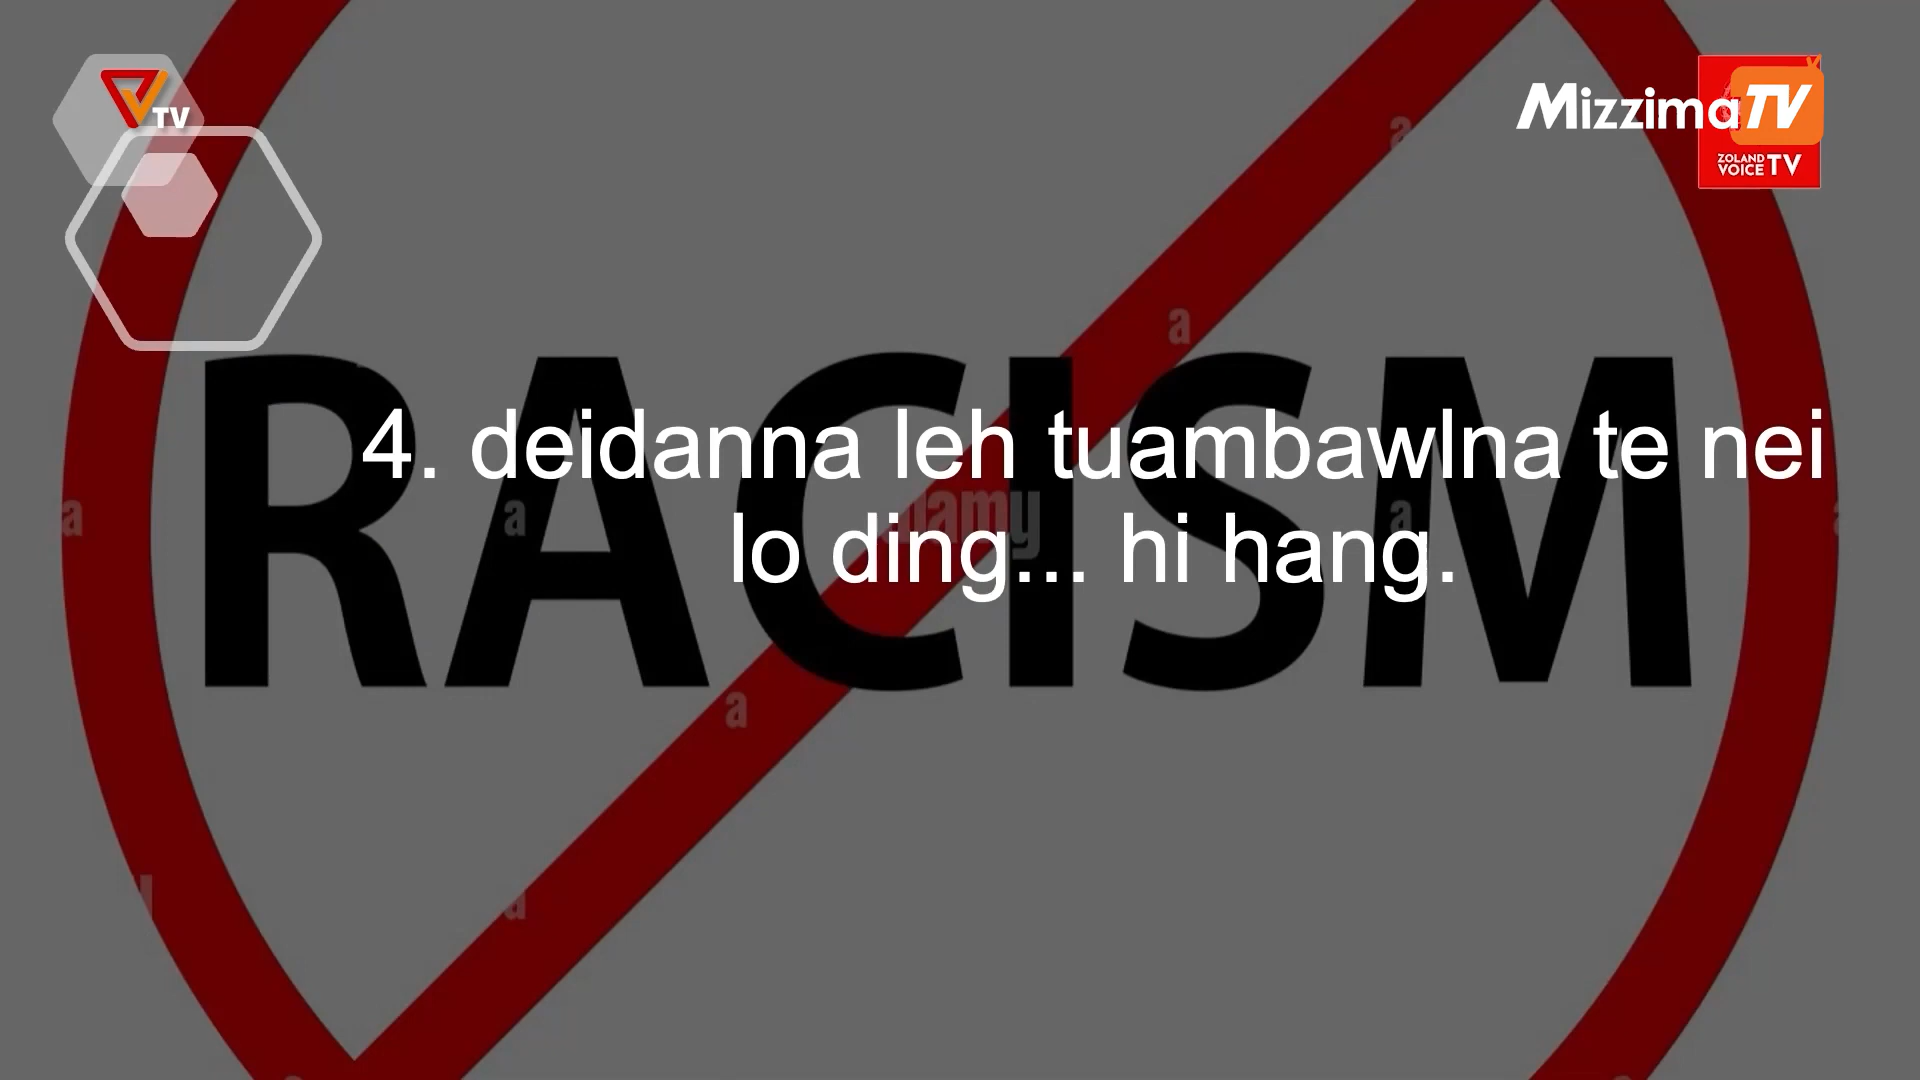 TV
MizzimaTV
ZOLAND
VOICE TV
RACISM
4. deidanna leh tuambawlna te nei
lo ding... hi hang.
a
a
a
a
a
a
a